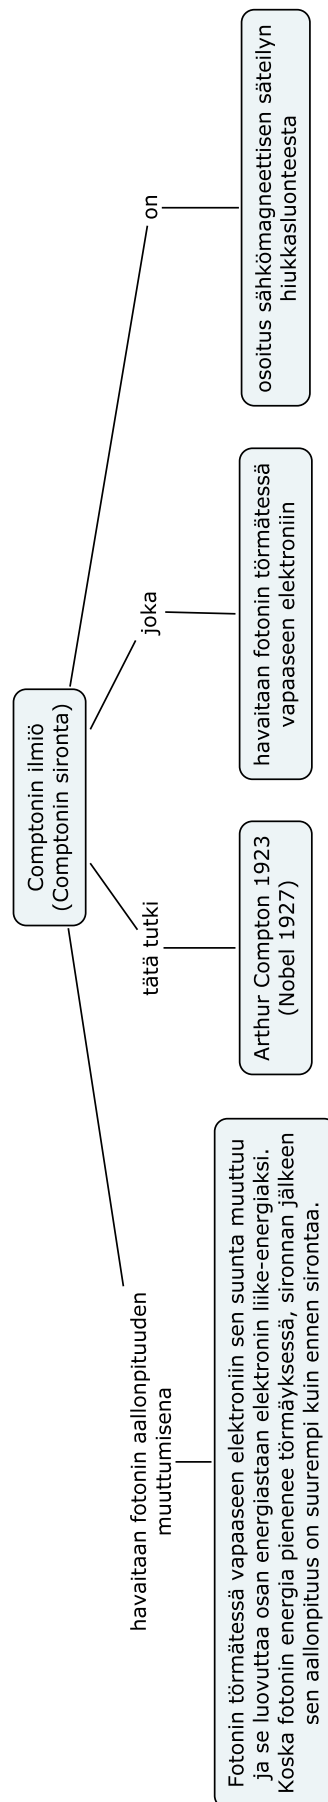 Comptonin ilmiö
(Comptonin sironta)
havaitaan fotonin aallonpituuden
muuttumisena
Fotonin törmätessä vapaaseen elektroniin sen suunta muuttuu
ja se luovuttaa osan energiastaan elektronin liike-energiaksi.
Koska fotonin energia pienenee törmäyksessä, sironnan jälkeen
sen aallonpituus on suurempi kuin ennen sirontaa.
tätä tutki
Arthur Compton 1923
(Nobel 1927)
joka
havaitaan fotonin törmätessä
vapaaseen elektroniin
on
osoitus sähkömagneettisen säteilyn
hiukkasluonteesta